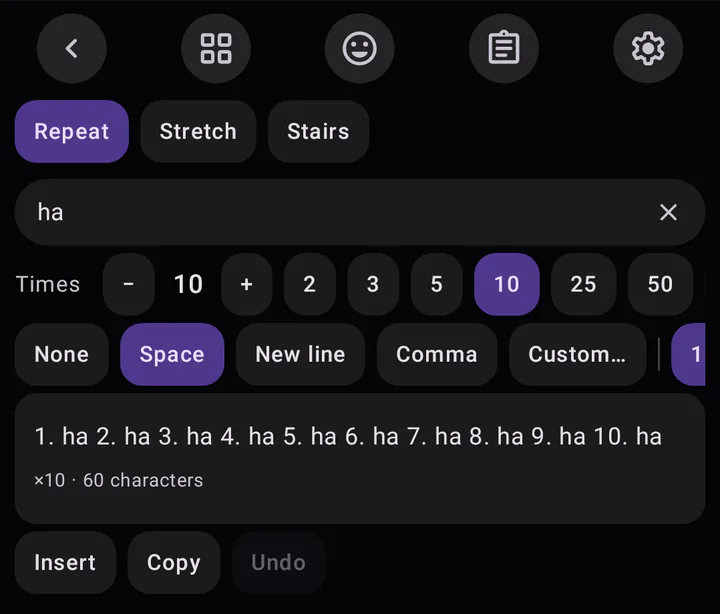 Repeat Stretch Stairs
ha
Times − 10 + 2 3 5 10 25 50
None Space New line Comma Custom... 1
1. ha 2. ha 3. ha 4. ha 5. ha 6. ha 7. ha 8. ha 9. ha 10. ha
×10 · 60 characters
Insert Copy Undo